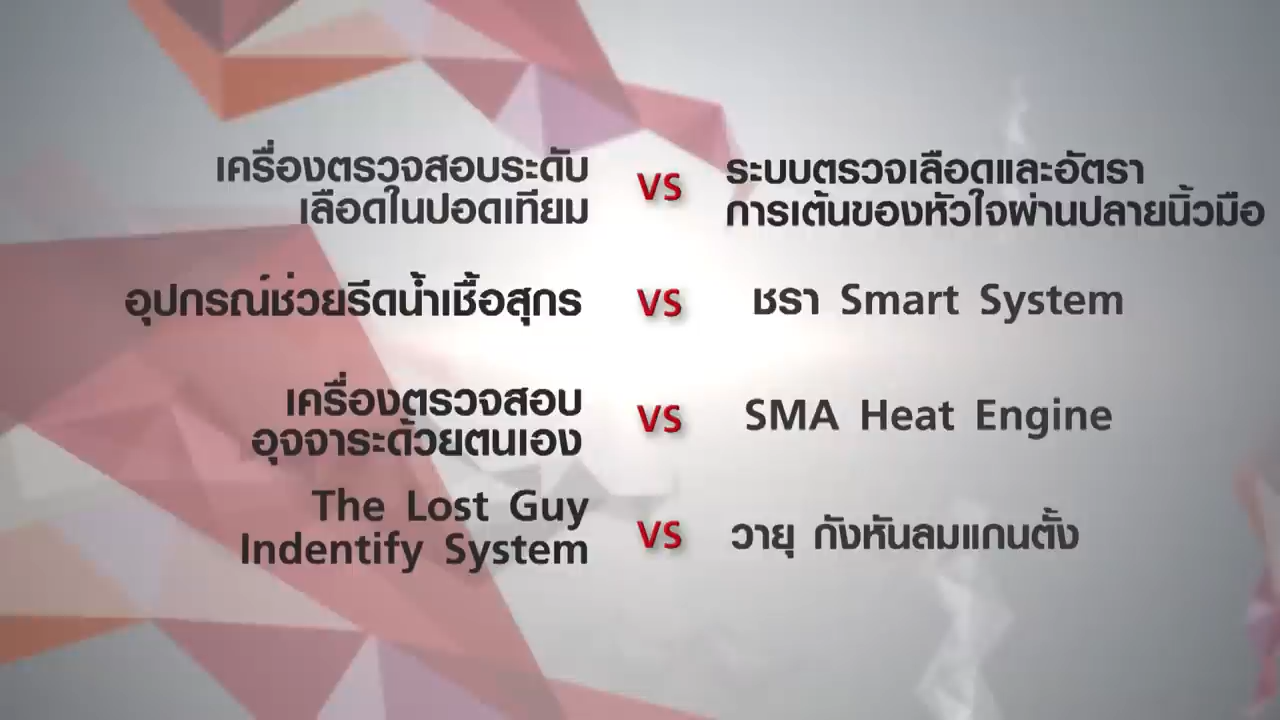 เครื่องตรวจสอบระดับ
เลือดในปอดเทียม
vs
ระบบตรวจเลือดและอัตรา
การเต้นของหัวใจผ่านปลายนิ้วมือ
อุปกรณ์ช่วยรีดน้ำเชื้อสุกร
vs
ชรา Smart System
เครื่องตรวจสอบ
อุจจาระด้วยตนเอง
vs
SMA Heat Engine
The Lost Guy
Indentify System
vs
วายุ กังหันลมแกนตั้ง